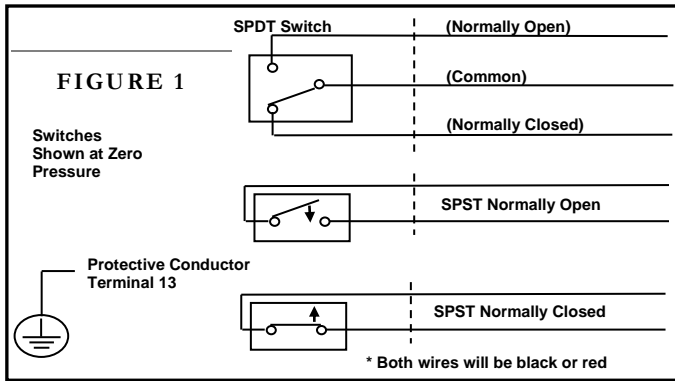 SPDT Switch
(Normally Open)
FIGURE 1
(Common)
(Normally Closed)
Switches
Shown at Zero
Pressure
SPST Normally Open
Protective Conductor
Terminal 13
SPST Normally Closed
* Both wires will be black or red